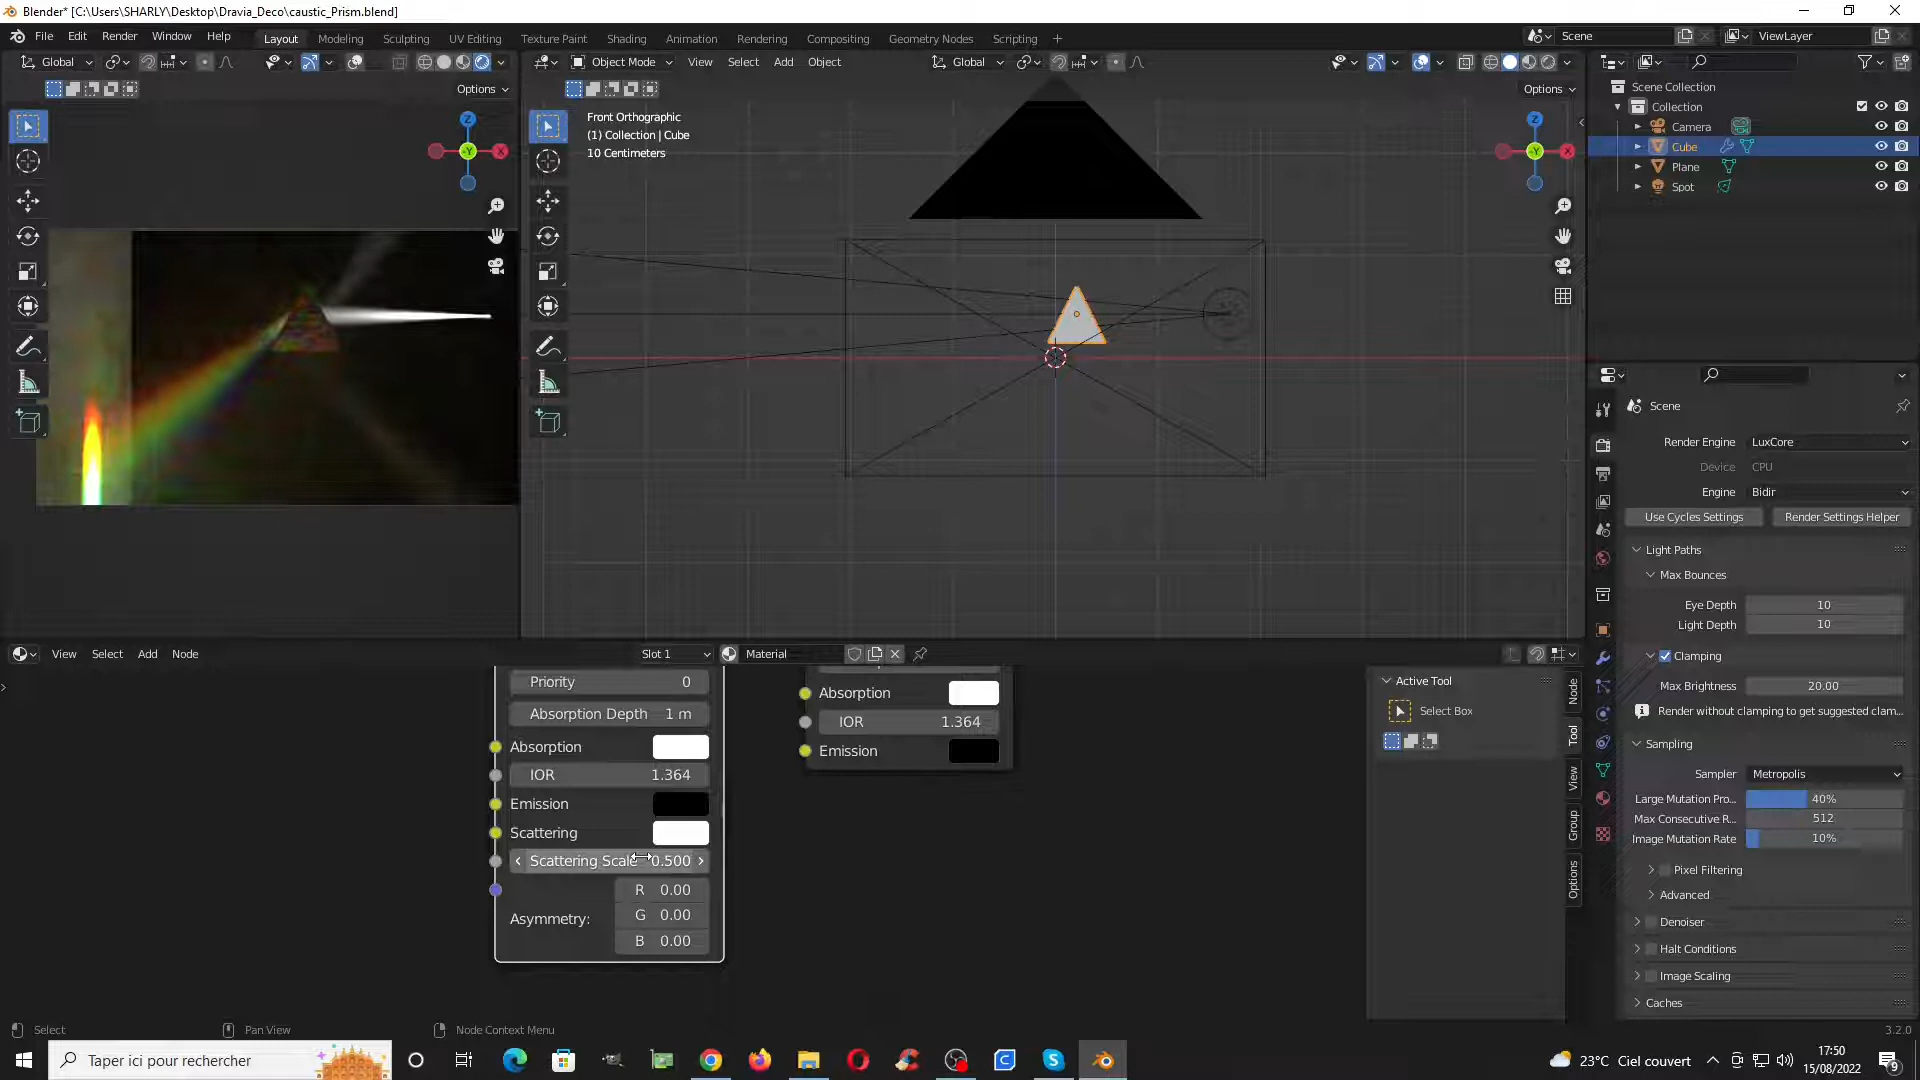 Blender* [C:\Users\SHARLY\Desktop\Dravia_Deco\caustic_Prism.blend]
File Edit Render Window Help Layout Modeling Sculpting UV Editing Texture Paint Shading Animation Rendering Compositing Geometry Nodes Scripting + Scene ViewLayer
Global Object Mode View Select Add Object Global
Options Options
Front Orthographic
(1) Collection | Cube
10 Centimeters
Z
X
-Y
Z
X
-Y
Scene Collection
Collection
Camera
Cube
Plane
Spot
Scene
Render Engine LuxCore
Device CPU
Engine Bidir
Use Cycles Settings Render Settings Helper
Light Paths
Max Bounces
Eye Depth 10
Light Depth 10
Clamping
Max Brightness 20.00
Render without clamping to get suggested clam...
Sampling
Sampler Metropolis
Large Mutation Pro... 40%
Max Consecutive R... 512
Image Mutation Rate 10%
Pixel Filtering
Advanced
Denoiser
Halt Conditions
Image Scaling
Caches
View Select Add Node Slot 1 Material
Priority 0
Absorption Depth 1 m
Absorption
IOR 1.364
Emission
Scattering
Scattering Scale 0.500
Asymmetry:
R 0.00
G 0.00
B 0.00
Absorption
IOR 1.364
Emission
Active Tool
Select Box
Node
Tool
View
Group
Options
Select Pan View Node Context Menu 3.2.0
Taper ici pour rechercher
23°C Ciel couvert
17:50
15/08/2022
9